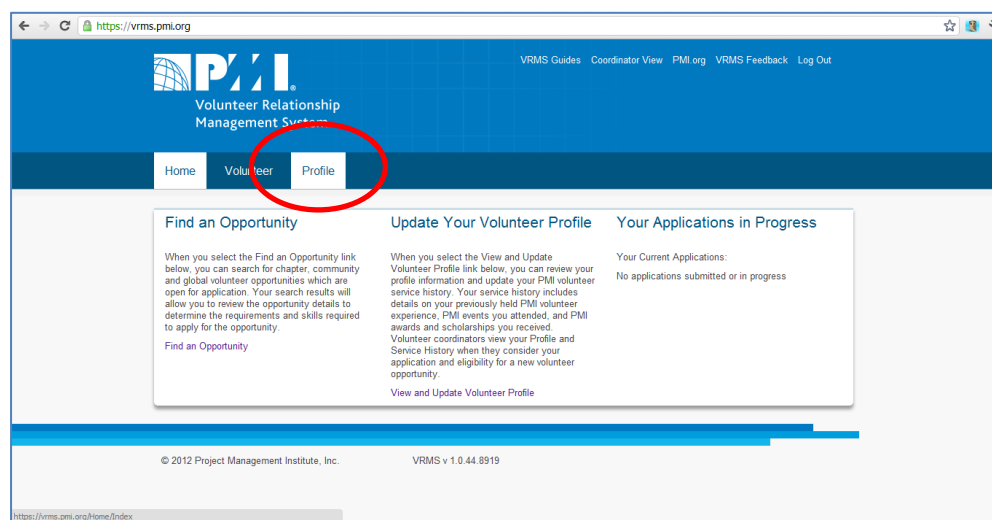 https://vrms.pmi.org
PMI®
VRMS Guides Coordinator View PMI.org VRMS Feedback Log Out
Volunteer Relationship
Management System
Home Volunteer Profile
Find an Opportunity
When you select the Find an Opportunity link
below, you can search for chapter, community
and global volunteer opportunities which are
open for application. Your search results will
allow you to review the opportunity details to
determine the requirements and skills required
to apply for the opportunity.
Find an Opportunity
Update Your Volunteer Profile
When you select the View and Update
Volunteer Profile link below, you can review your
profile information and update your PMI volunteer
service history. Your service history includes
details on your previously held PMI volunteer
experience, PMI events you attended, and PMI
awards and scholarships you received.
Volunteer coordinators view your Profile and
Service History when they consider your
application and eligibility for a new volunteer
opportunity.
View and Update Volunteer Profile
Your Applications in Progress
Your Current Applications:
No applications submitted or in progress
© 2012 Project Management Institute, Inc. VRMS v 1.0.44.8919
https://vrms.pmi.org/Home/Index